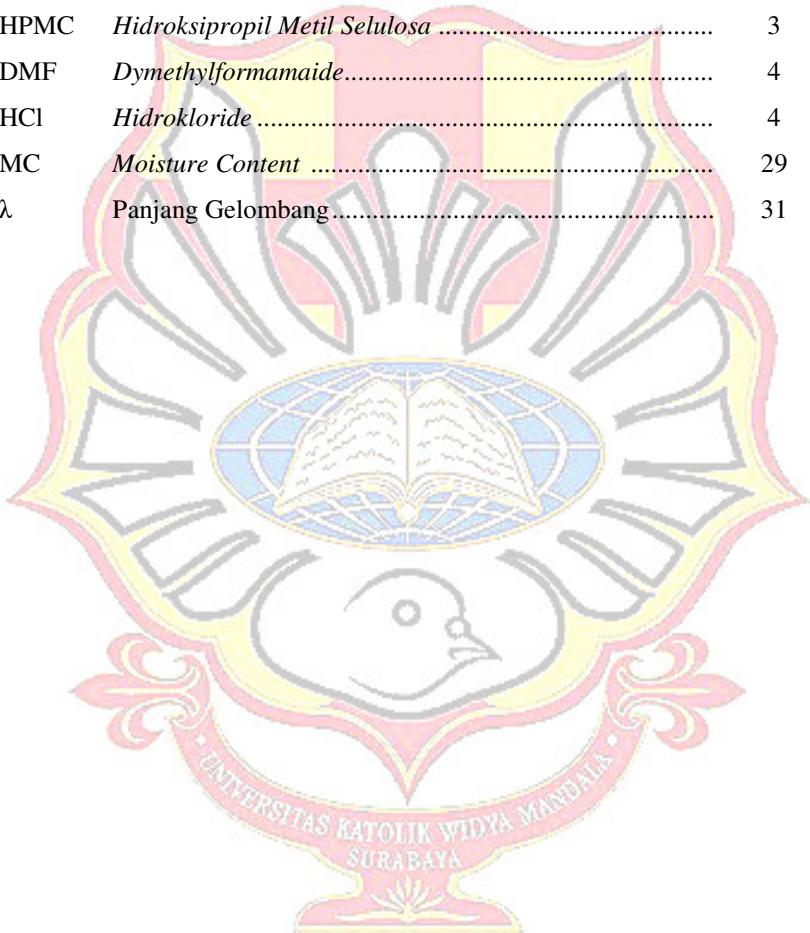 HPMC Hidroksipropil Metil Selulosa ..................................... 3
DMF Dymethylformamaide.................................................. 4
HCl Hidrokloride .............................................................. 4
MC Moisture Content ...................................................... 29
λ Panjang Gelombang.................................................... 31
UNIVERSITAS KATOLIK WIDYA MANDALA
SURABAYA